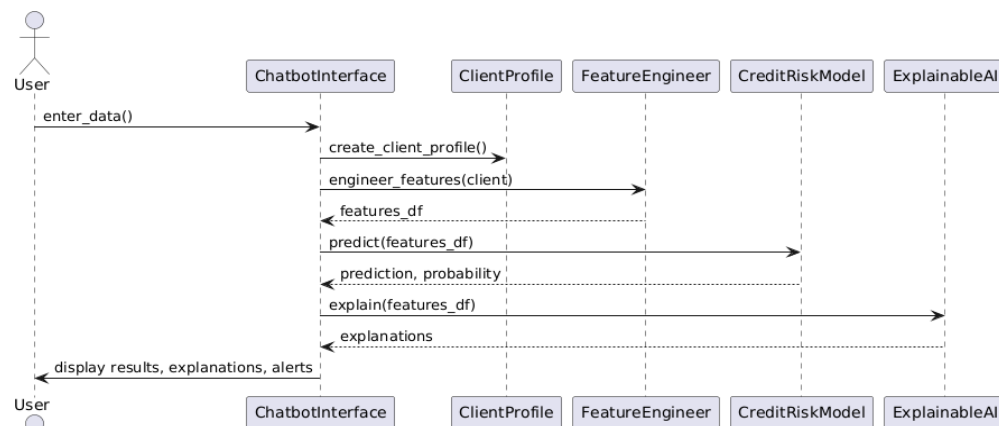 User
ChatbotInterface
ClientProfile
FeatureEngineer
CreditRiskModel
ExplainableAI
enter_data()
create_client_profile()
engineer_features(client)
features_df
predict(features_df)
prediction, probability
explain(features_df)
explanations
display results, explanations, alerts
User
ChatbotInterface
ClientProfile
FeatureEngineer
CreditRiskModel
ExplainableAI